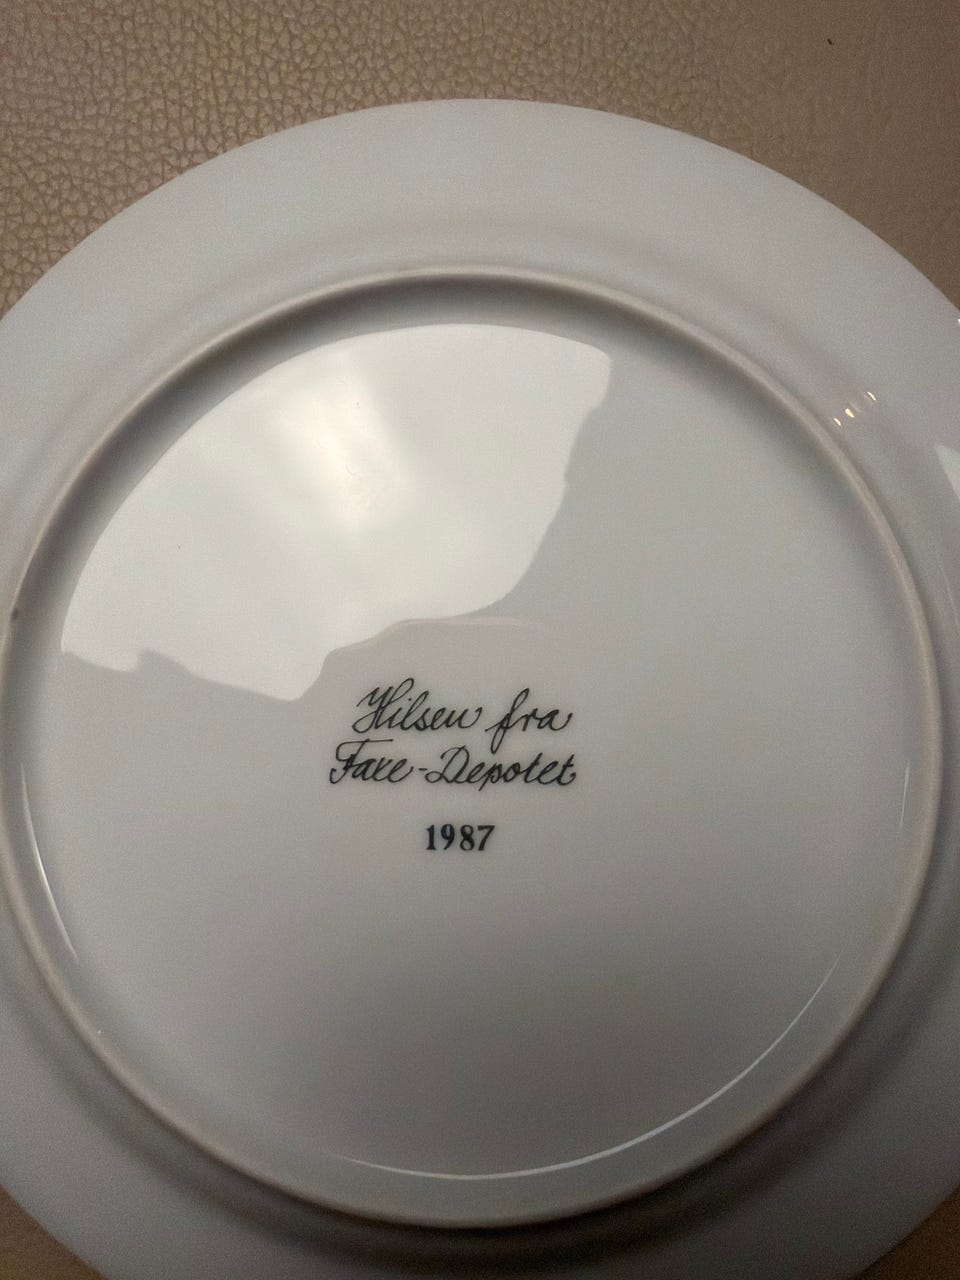 Hilsen fra
Faxe-Depotet
1987